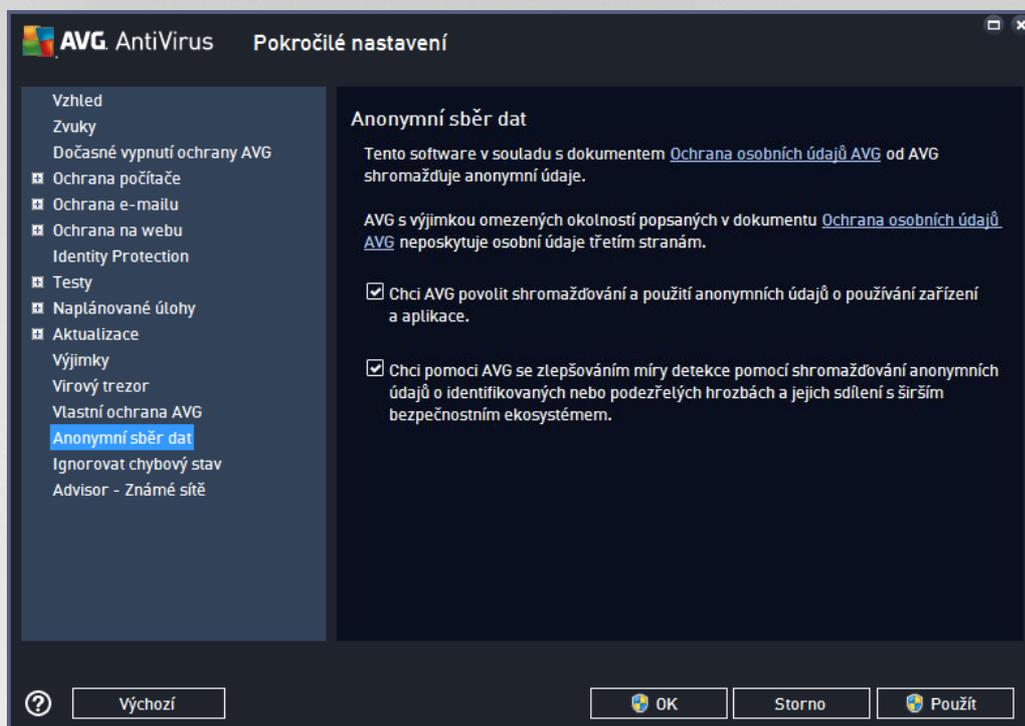 AVG. AntiVirus Pokročilé nastavení
Vzhled
Zvuky
Dočasné vypnutí ochrany AVG
Ochrana počítače
Ochrana e-mailu
Ochrana na webu
Identity Protection
Testy
Naplánované úlohy
Aktualizace
Výjimky
Virový trezor
Vlastní ochrana AVG
Anonymní sběr dat
Ignorovat chybový stav
Advisor - Známé sítě
Anonymní sběr dat
Tento software v souladu s dokumentem Ochrana osobních údajů AVG od AVG
shromažďuje anonymní údaje.
AVG s výjimkou omezených okolností popsaných v dokumentu Ochrana osobních údajů
AVG neposkytuje osobní údaje třetím stranám.
Chci AVG povolit shromažďování a použití anonymních údajů o používání zařízení
a aplikace.
Chci pomoci AVG se zlepšováním míry detekce pomocí shromažďování anonymních
údajů o identifikovaných nebo podezřelých hrozbách a jejich sdílení s širším
bezpečnostním ekosystémem.
? Výchozí OK Storno Použít